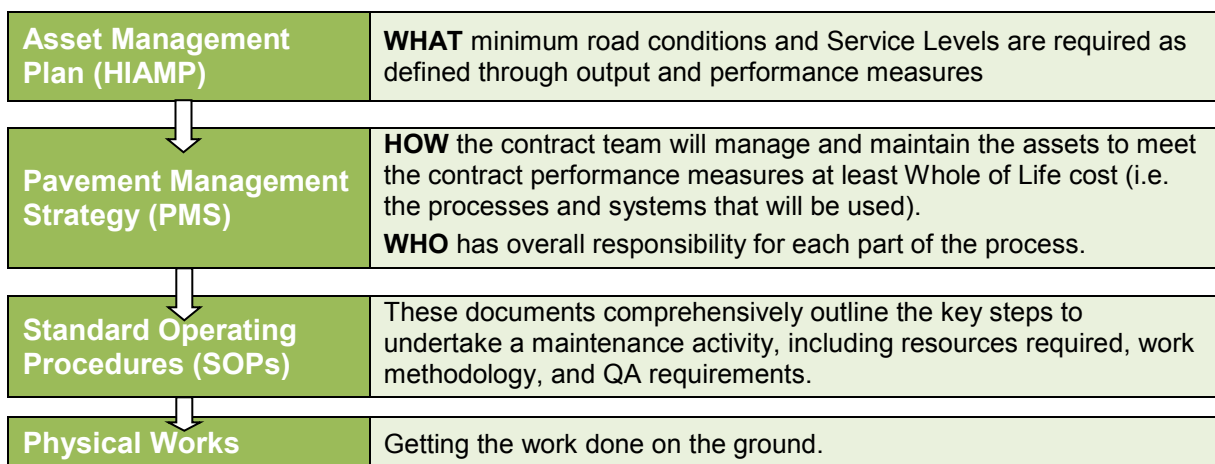 Asset Management
Plan (HIAMP)
WHAT minimum road conditions and Service Levels are required as
defined through output and performance measures
Pavement Management
Strategy (PMS)
HOW the contract team will manage and maintain the assets to meet
the contract performance measures at least Whole of Life cost (i.e.
the processes and systems that will be used).
WHO has overall responsibility for each part of the process.
Standard Operating
Procedures (SOPs)
These documents comprehensively outline the key steps to
undertake a maintenance activity, including resources required, work
methodology, and QA requirements.
Physical Works
Getting the work done on the ground.